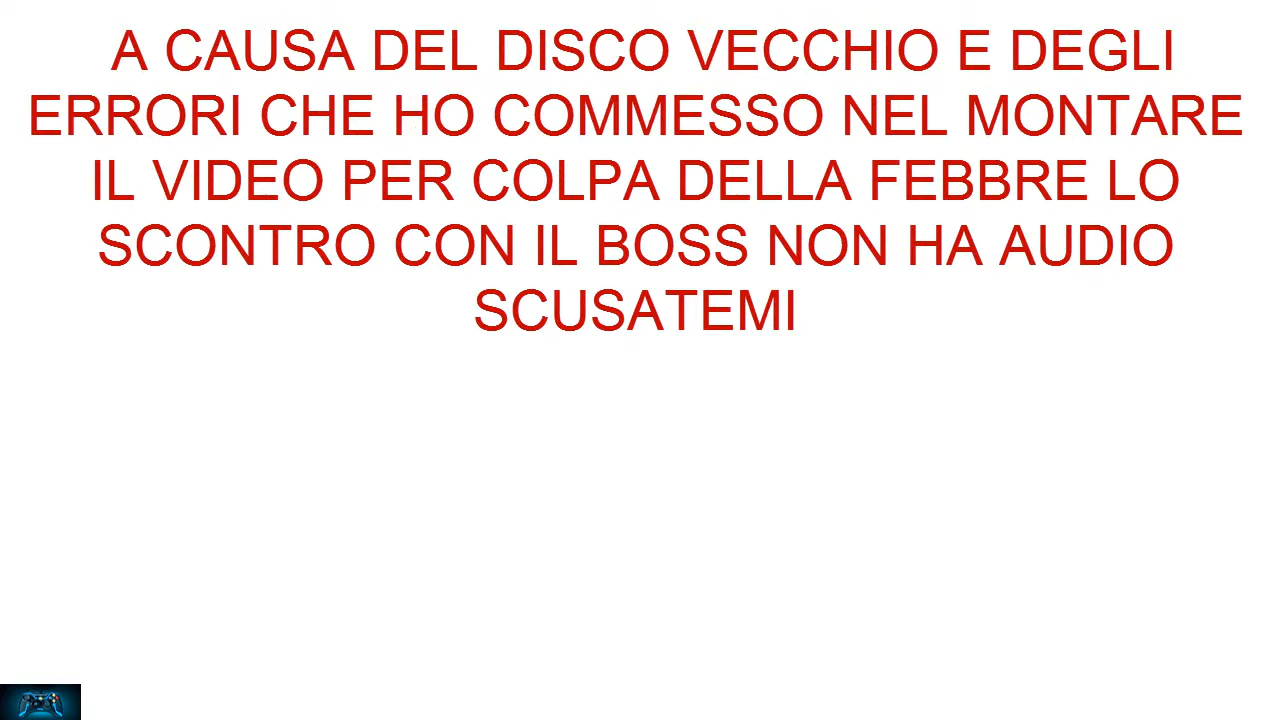 A CAUSA DEL DISCO VECCHIO E DEGLI
ERRORI CHE HO COMMESSO NEL MONTARE
IL VIDEO PER COLPA DELLA FEBBRE LO
SCONTRO CON IL BOSS NON HA AUDIO
SCUSATEMI